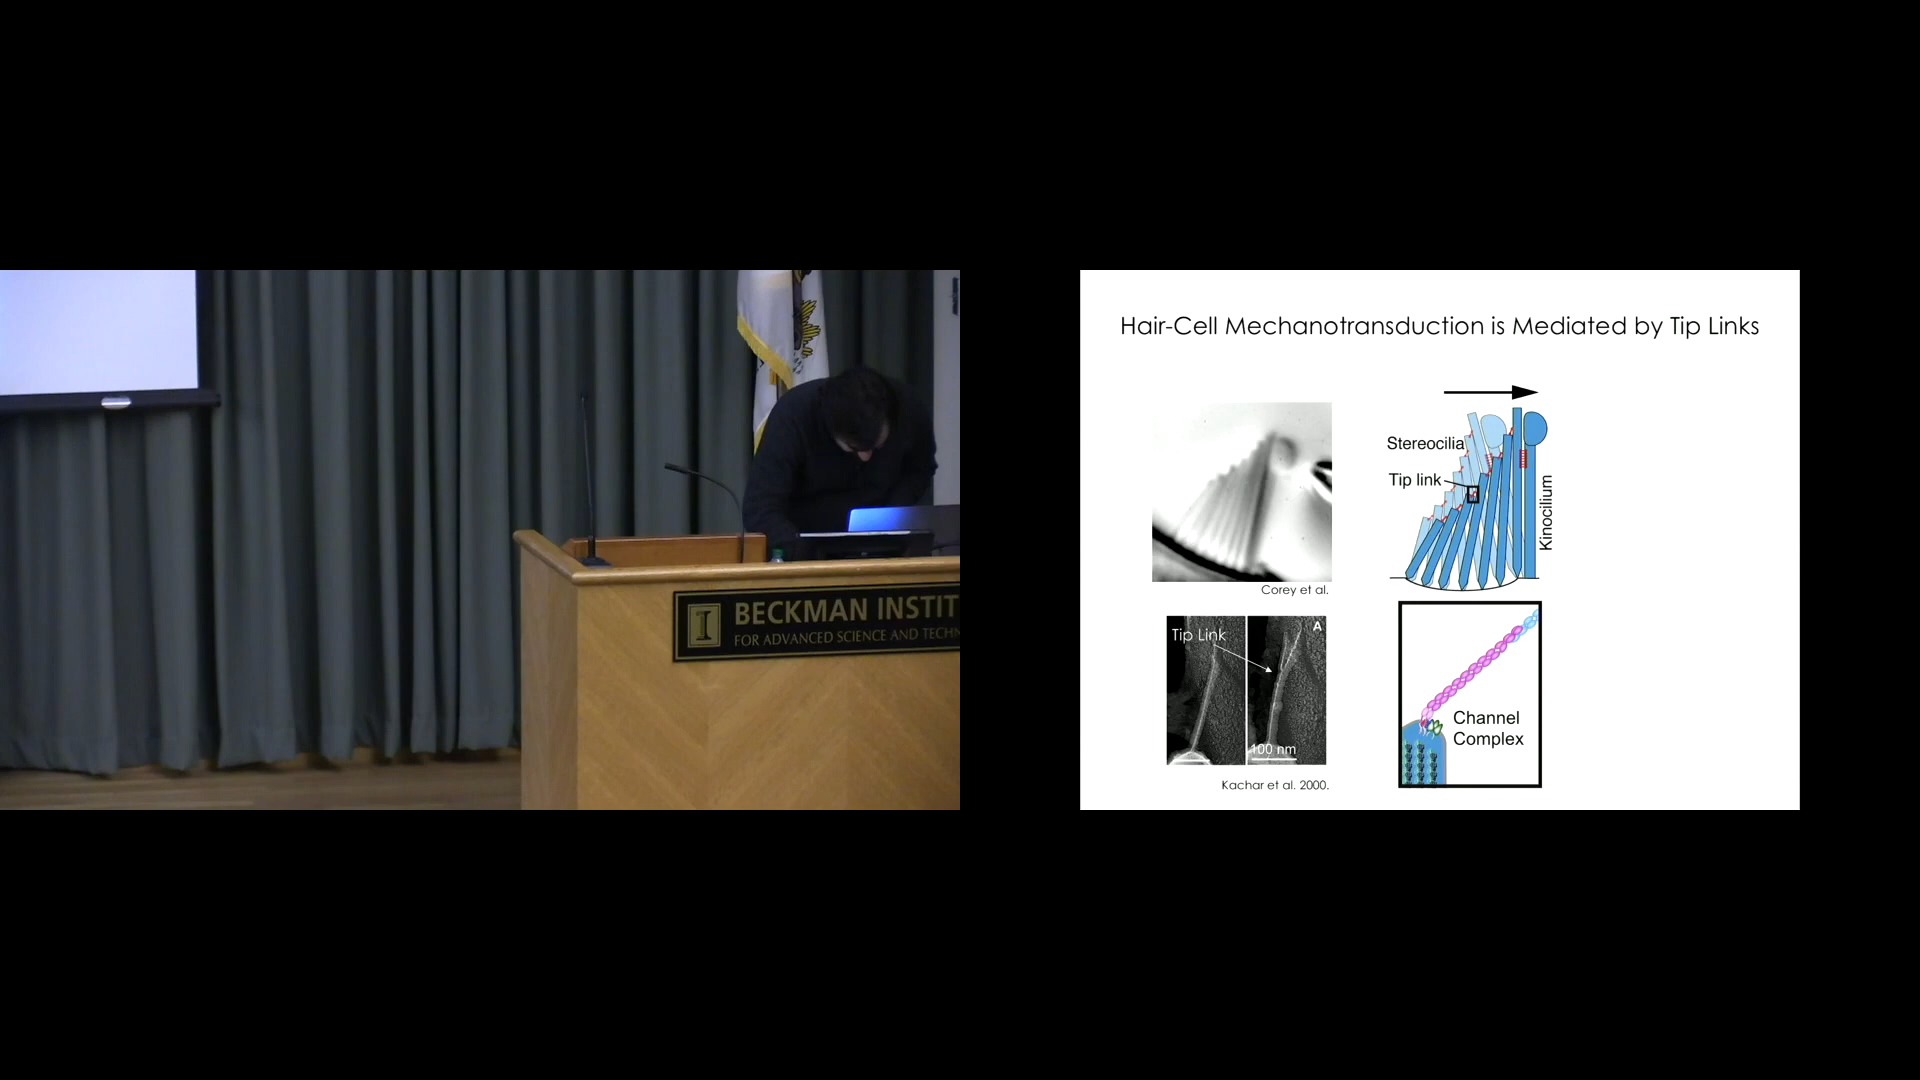 BECKMAN INSTIT
FOR ADVANCED SCIENCE AND TECHN
Hair-Cell Mechanotransduction is Mediated by Tip Links
Stereocilia
Tip link
Kinocilium
Corey et al.
Tip Link
A
100 nm
Kachar et al. 2000.
Channel
Complex